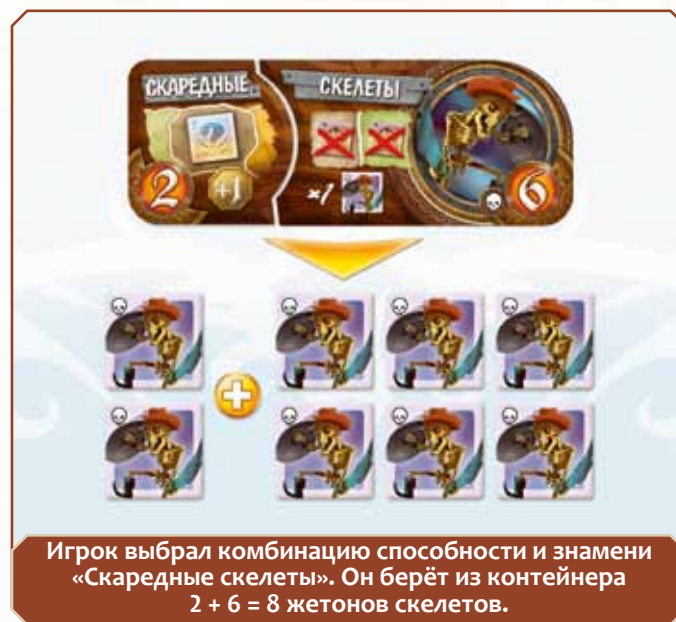 СКАРЕДНЫЕ
СКЕЛЕТЫ
2
+1
×1
6
Игрок выбрал комбинацию способности и знамени
«Скаредные скелеты». Он берёт из контейнера
2 + 6 = 8 жетонов скелетов.